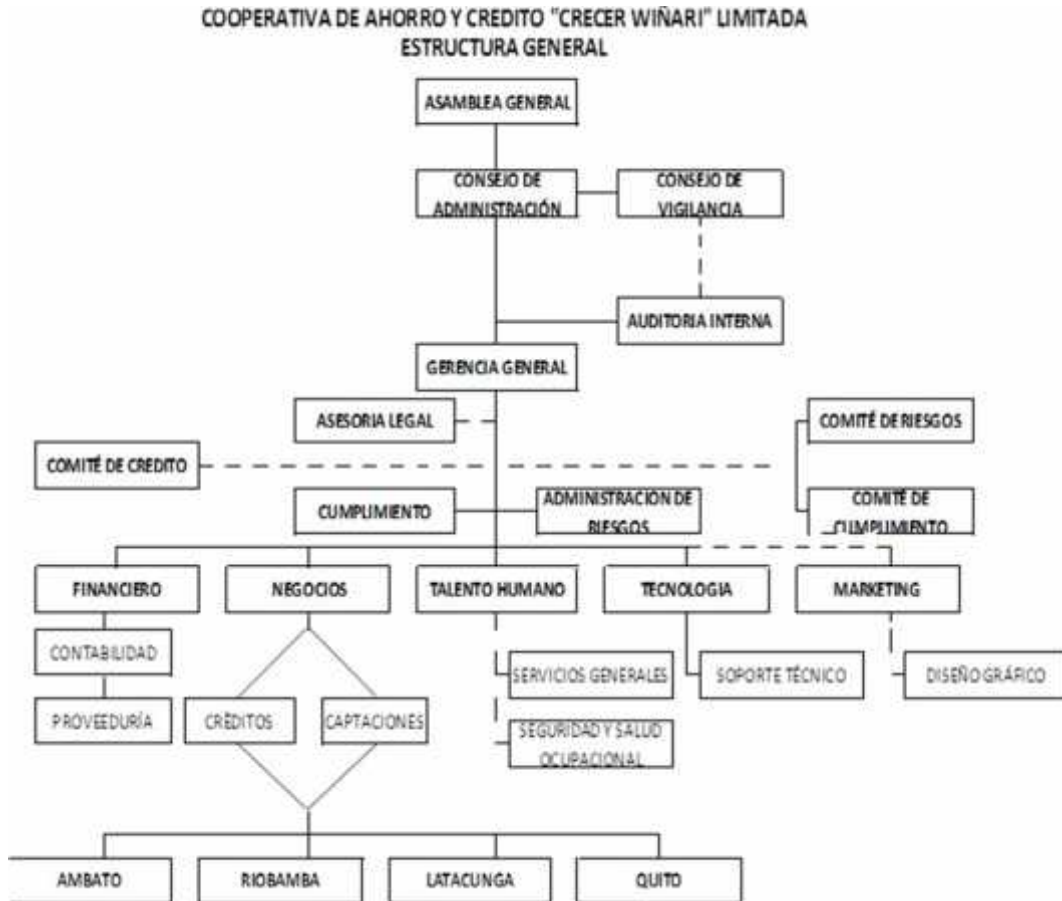 COOPERATIVA DE AHORRO Y CREDITO "CRECER WIÑARI" LIMITADA
ESTRUCTURA GENERAL
ASAMBLEA GENERAL
CONSEJO DE
ADMINISTRACIÓN
CONSEJO DE
VIGILANCIA
AUDITORIA INTERNA
GERENCIA GENERAL
ASESORIA LEGAL
COMITÉ DE RIESGOS
COMITÉ DE CREDITO
CUMPLIMIENTO
ADMINISTRACION DE
RIESGOS
COMITÉ DE
CUMPLIMIENTO
FINANCIERO
NEGOCIOS
TALENTO HUMANO
TECNOLOGIA
MARKETING
CONTABILIDAD
SERVICIOS GENERALES
SOPORTE TÉCNICO
DISEÑO GRÁFICO
PROVEEDURÍA
CRÈDITOS
CAPTACIONES
SEGURIDAD Y SALUD
OCUPACIONAL
AMBATO
RIOBAMBA
LATACUNGA
QUITO